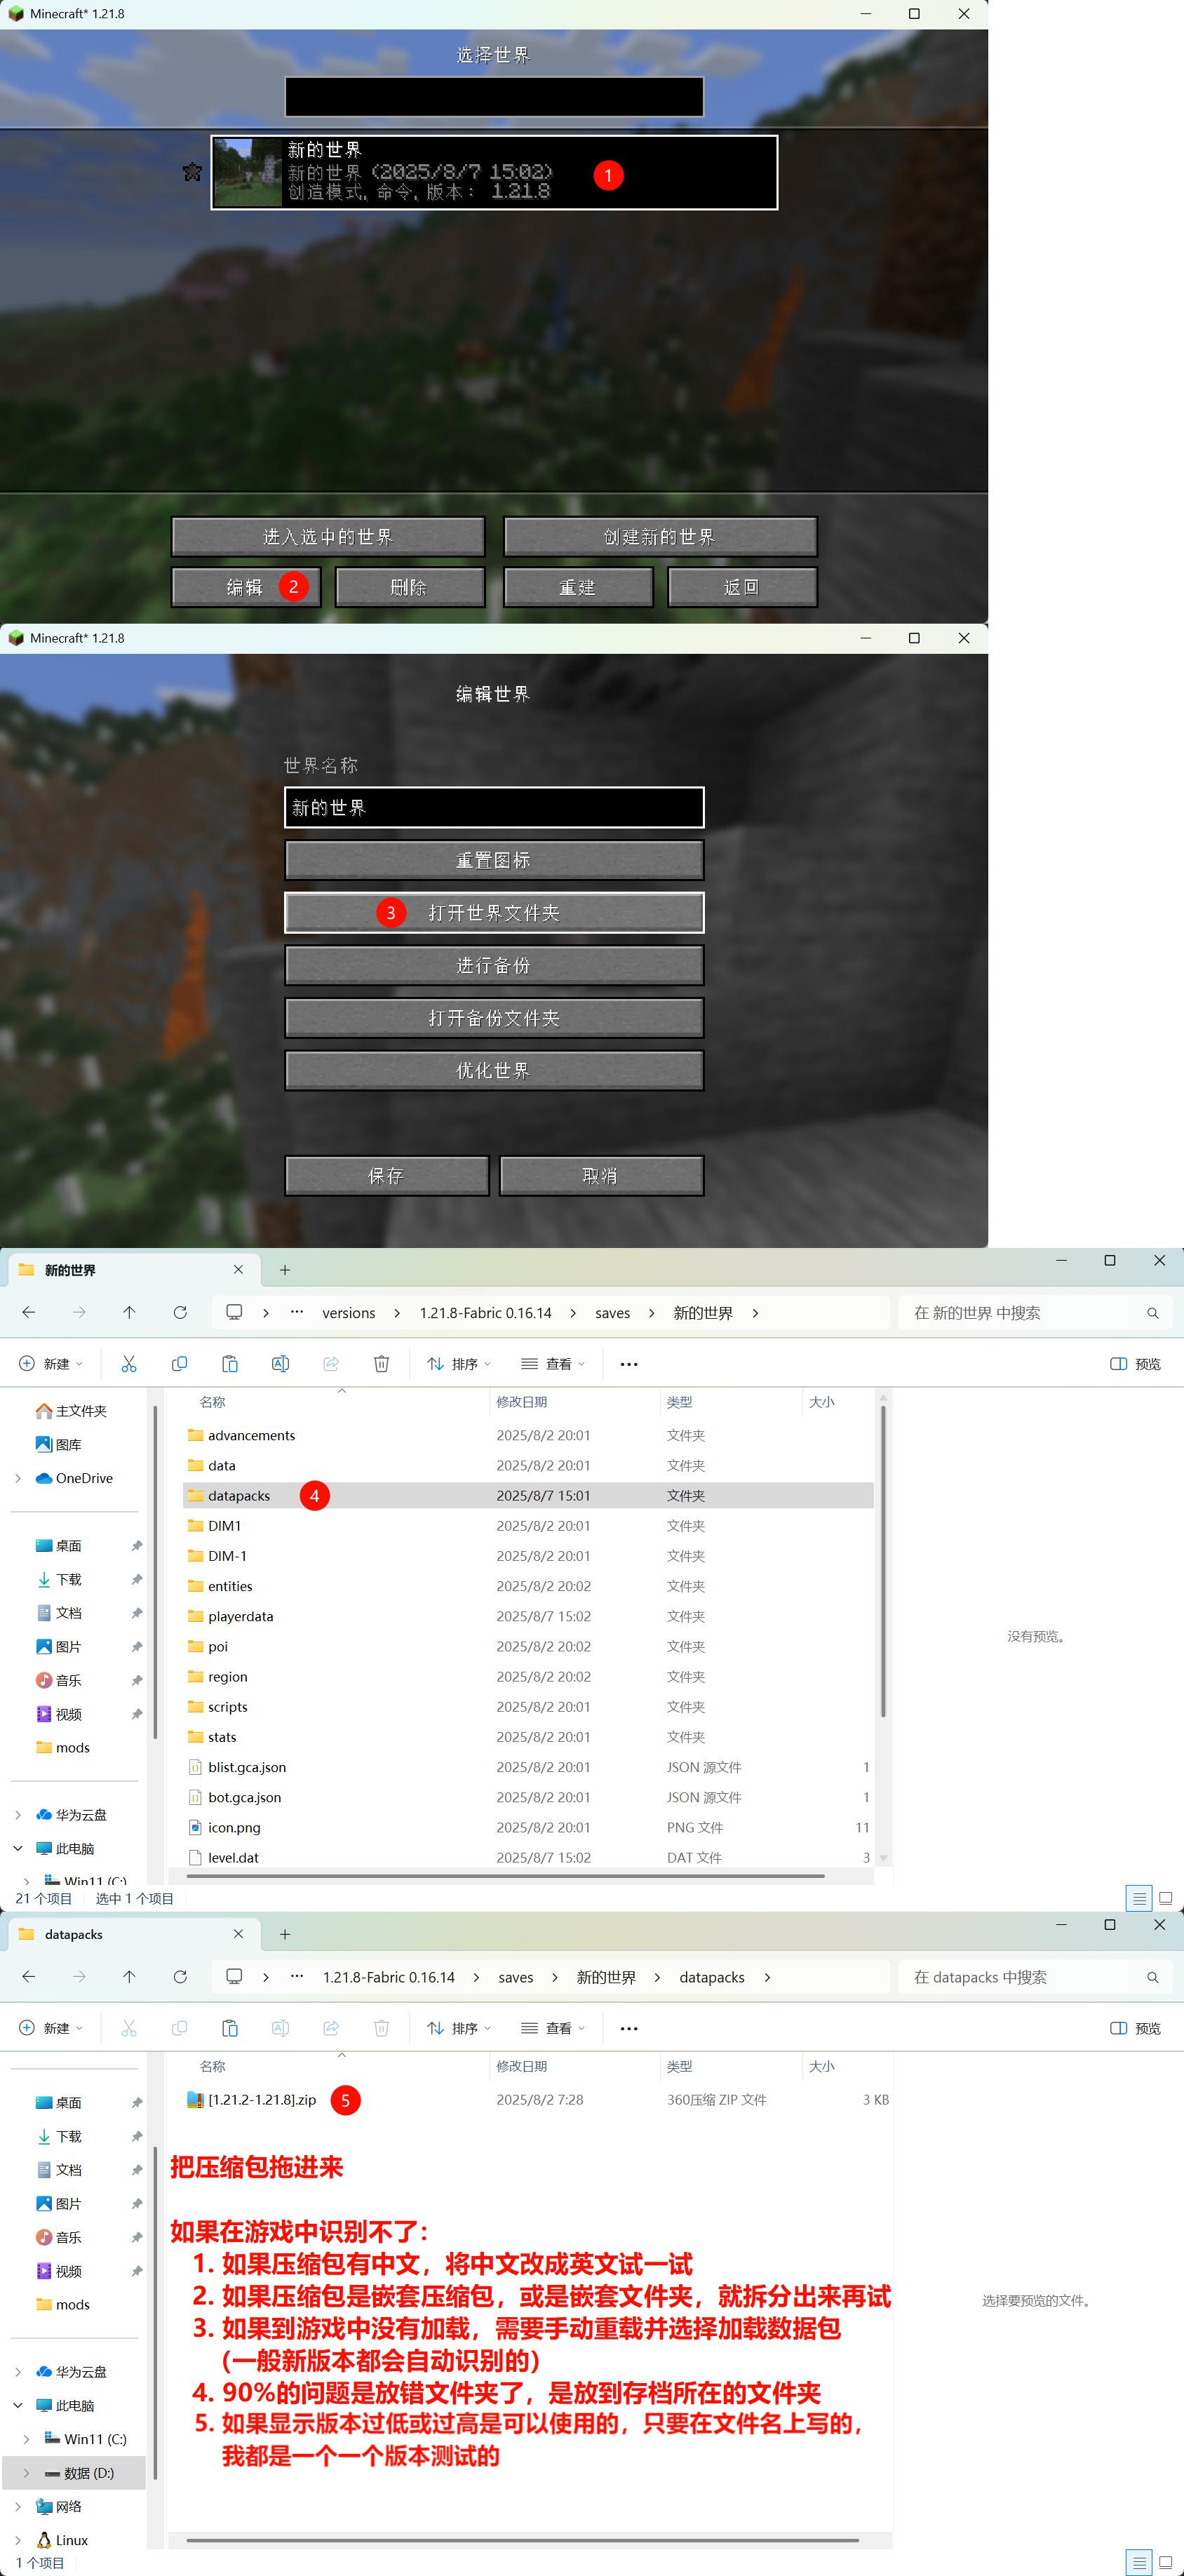 Minecraft* 1.21.8
选择世界
新的世界
新的世界 (2025/8/7 15:02)
创造模式, 命令, 版本： 1.21.8
1
进入选中的世界
创建新的世界
编辑
2
删除
重建
返回
Minecraft* 1.21.8
编辑世界
世界名称
新的世界
重置图标
3
打开世界文件夹
进行备份
打开备份文件夹
优化世界
保存
取消
新的世界
versions > 1.21.8-Fabric 0.16.14 > saves > 新的世界 >
在 新的世界 中搜索
新建
排序
查看
预览
名称 修改日期 类型 大小
主文件夹
图库
OneDrive
桌面
下载
文档
图片
音乐
视频
mods
华为云盘
此电脑
Win11 (C:)
advancements 2025/8/2 20:01 文件夹
data 2025/8/2 20:01 文件夹
datapacks 4 2025/8/7 15:01 文件夹
DIM1 2025/8/2 20:01 文件夹
DIM-1 2025/8/2 20:01 文件夹
entities 2025/8/2 20:02 文件夹
playerdata 2025/8/7 15:02 文件夹
poi 2025/8/2 20:02 文件夹
region 2025/8/2 20:02 文件夹
scripts 2025/8/2 20:01 文件夹
stats 2025/8/2 20:01 文件夹
blist.gca.json 2025/8/2 20:01 JSON 源文件 1
bot.gca.json 2025/8/2 20:01 JSON 源文件 1
icon.png 2025/8/2 20:01 PNG 文件 11
level.dat 2025/8/7 15:02 DAT 文件 3
没有预览。
21 个项目 选中 1 个项目
datapacks
1.21.8-Fabric 0.16.14 > saves > 新的世界 > datapacks >
在 datapacks 中搜索
新建
排序
查看
预览
名称 修改日期 类型 大小
桌面
下载
文档
图片
音乐
视频
mods
华为云盘
此电脑
Win11 (C:)
数据 (D:)
网络
Linux
[1.21.2-1.21.8].zip 5 2025/8/2 7:28 360压缩 ZIP 文件 3 KB
把压缩包拖进来
如果在游戏中识别不了：
1. 如果压缩包有中文，将中文改成英文试一试
2. 如果压缩包是嵌套压缩包，或是嵌套文件夹，就拆分出来再试
3. 如果到游戏中没有加载，需要手动重载并选择加载数据包
(一般新版本都会自动识别的)
4. 90%的问题是放错文件夹了，是放到存档所在的文件夹
5. 如果显示版本过低或过高是可以使用的，只要在文件名上写的，
我都是一个一个版本测试的
选择要预览的文件。
1 个项目